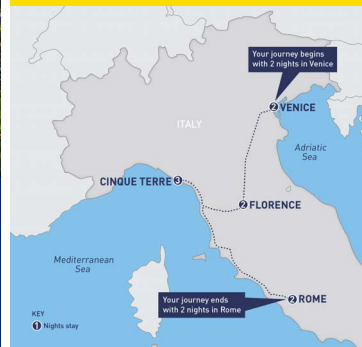 Your journey begins
with 2 nights in Venice
2 VENICE
ITALY
Adriatic
Sea
CINQUE TERRE 3
2 FLORENCE
Mediterranean
Sea
Your journey ends
with 2 nights in Rome
2 ROME
KEY
1 Nights stay